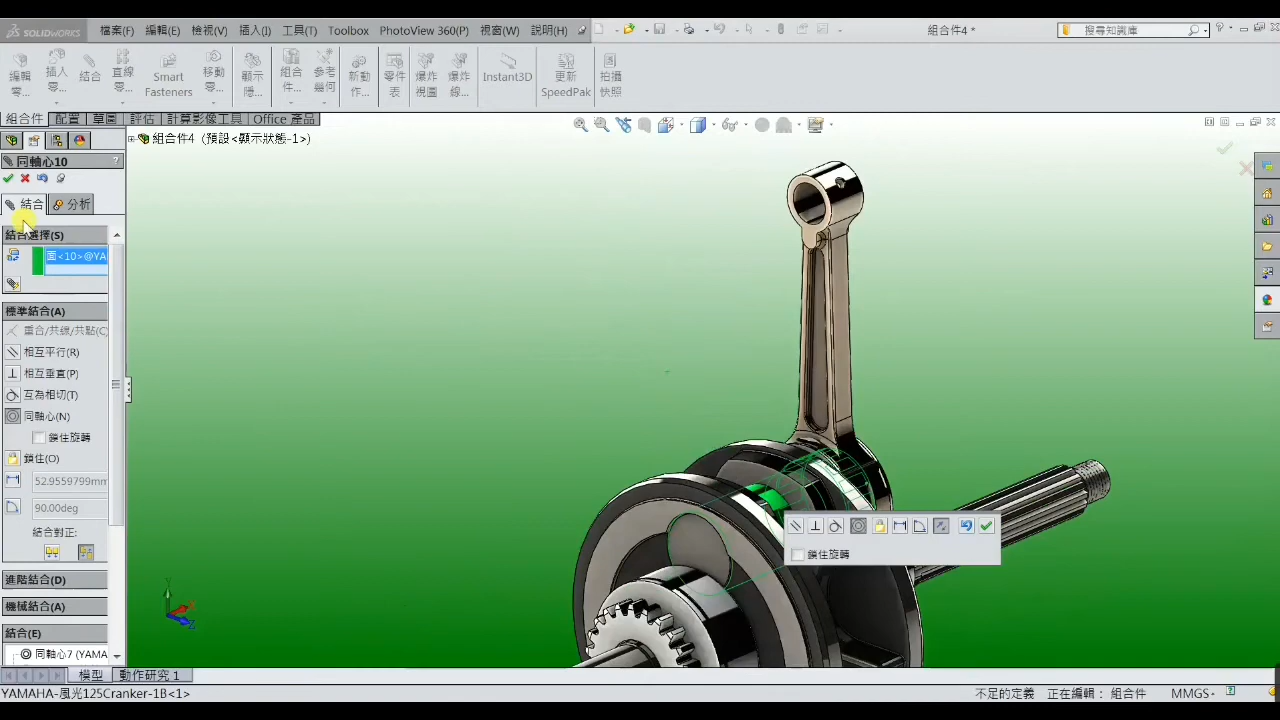 SOLIDWORKS 檔案(F) 編輯(E) 檢視(V) 插入(I) 工具(T) Toolbox PhotoView 360(P) 視窗(W) 說明(H) 組合件4 * 搜尋知識庫
編輯零... 插入零... 結合 直線零... Smart Fasteners 移動零... 顯示隱... 組合件... 參考幾何 新動作... 零件表 爆炸視圖 爆炸線... Instant3D 更新 SpeedPak 拍攝快照
組合件 配置 草圖 評估 計算影像工具 Office 產品
組合件4 (預設<顯示狀態-1>)
同軸心10 ?
結合 分析
結合選擇(S)
面<10>@YA
標準結合(A)
重合/共線/共點(C)
相互平行(R)
相互垂直(P)
互為相切(T)
同軸心(N)
鎖住旋轉
鎖住(O)
52.9559799mm
90.00deg
結合對正:
進階結合(D)
機械結合(A)
結合(E)
同軸心7 (YAMA
鎖住旋轉
Y
X
Z
模型 動作研究 1
YAMAHA-風光125Cranker-1B<1> 不足的定義 正在編輯： 組合件 MMGS